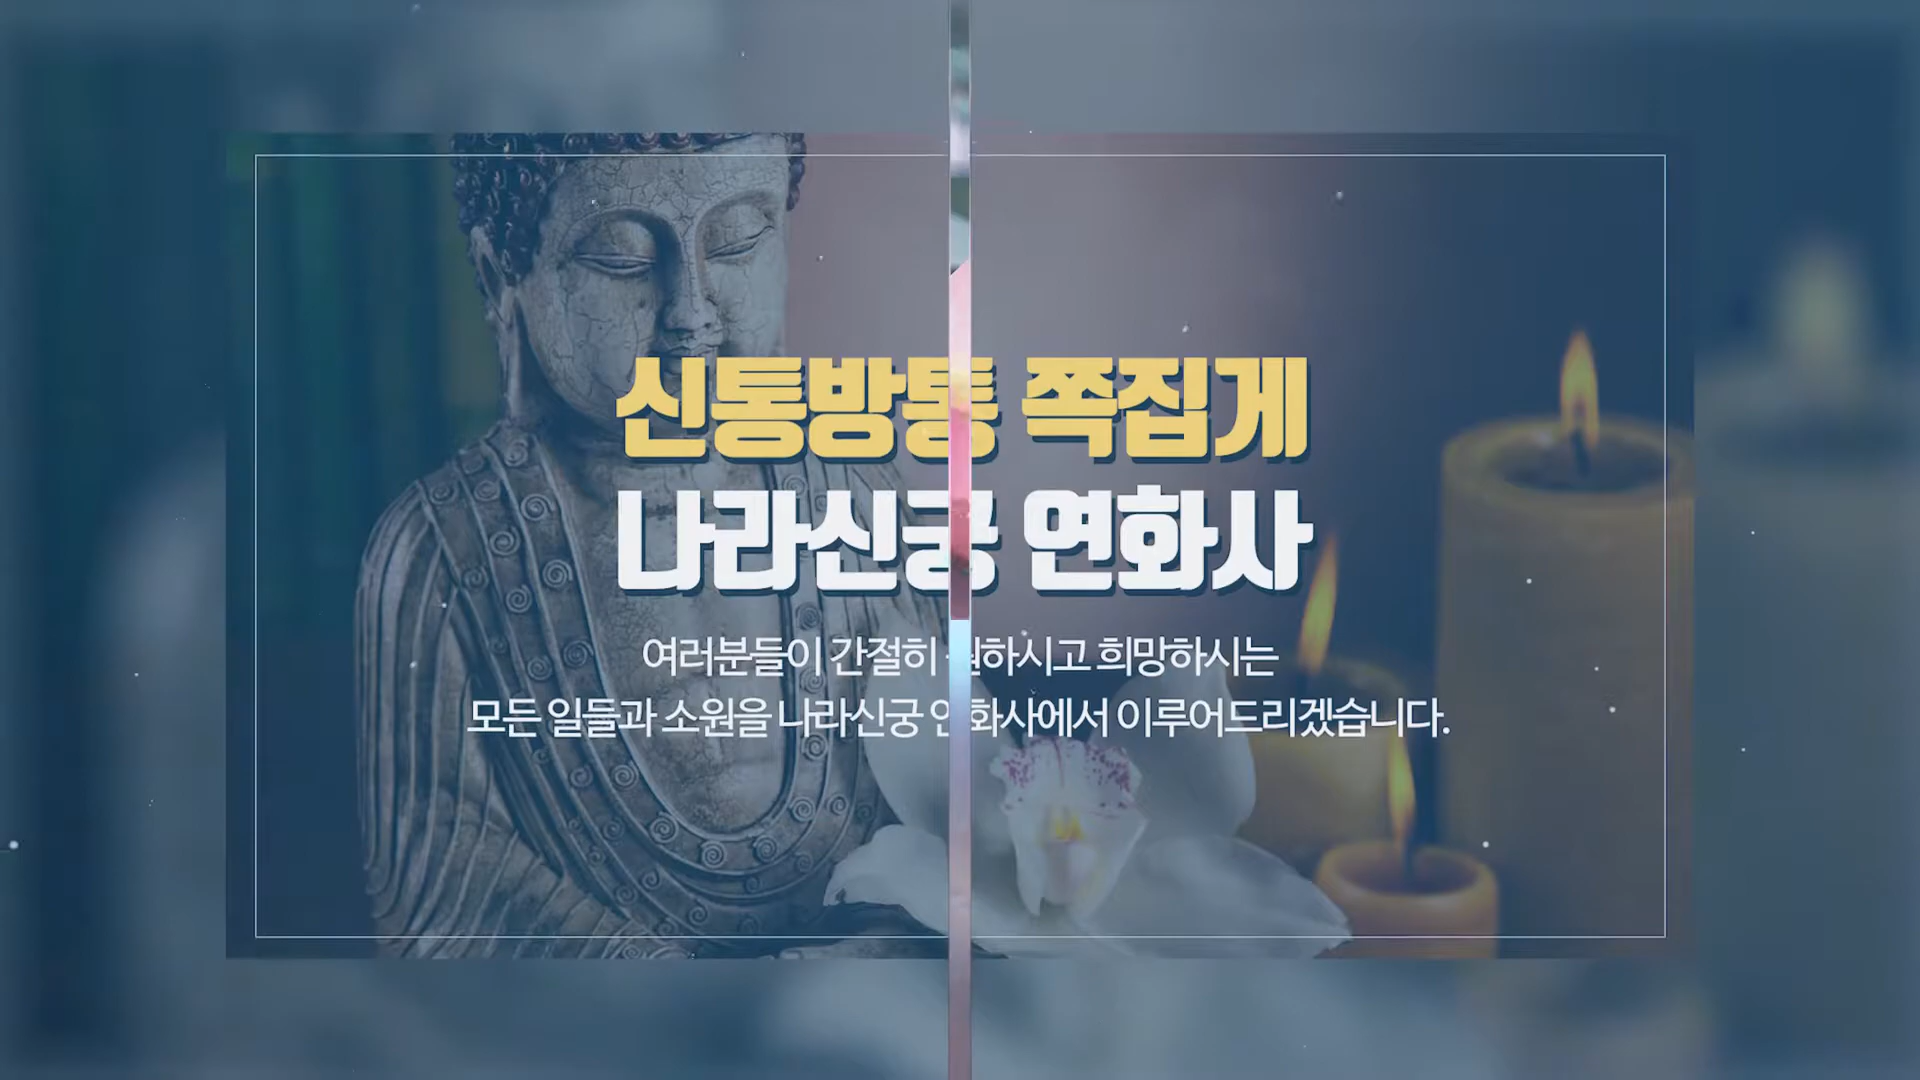 신통방통 쪽집게
나라신궁 연화사
여러분들이 간절히 원하시고 희망하시는
모든 일들과 소원을 나라신궁 연화사에서 이루어드리겠습니다.